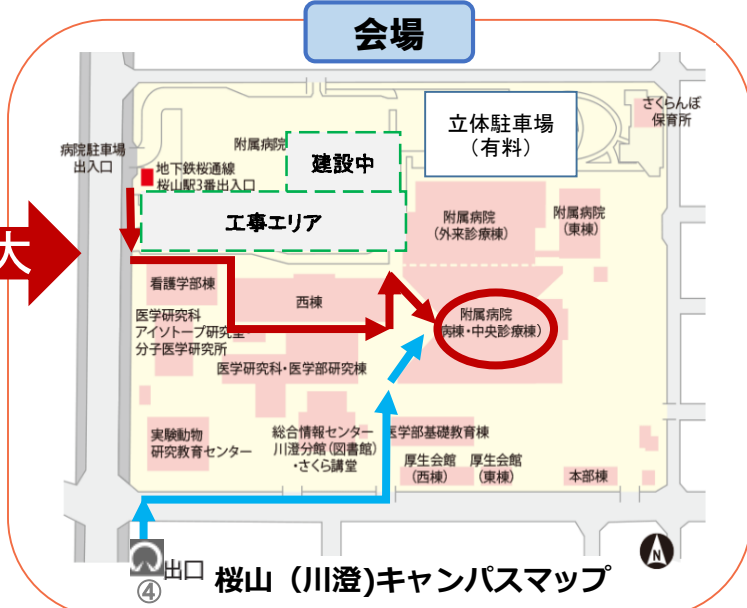 会場
さくらんぼ
保育所
立体駐車場
（有料）
病院駐車場
出入口
附属病院
建設中
地下鉄桜通線
桜山駅3番出入口
工事エリア
附属病院
（外来診療棟）
附属病院
（東棟）
大
看護学部棟
西棟
附属病院
病棟・中央診療棟）
医学研究科
アイソトープ研究室・
分子医学研究所
医学研究科・医学部研究棟
実験動物
研究教育センター
総合情報センター
川澄分館（図書館）
・さくら講堂
医学部基礎教育棟
厚生会館
（西棟）
厚生会館
（東棟）
本部棟
N
出口
④
桜山（川澄)キャンパスマップ